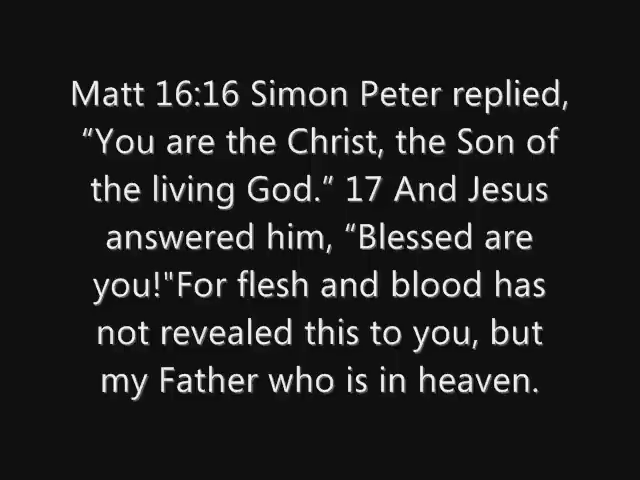 Matt 16:16 Simon Peter replied,
“You are the Christ, the Son of
the living God.” 17 And Jesus
answered him, “Blessed are
you!"For flesh and blood has
not revealed this to you, but
my Father who is in heaven.